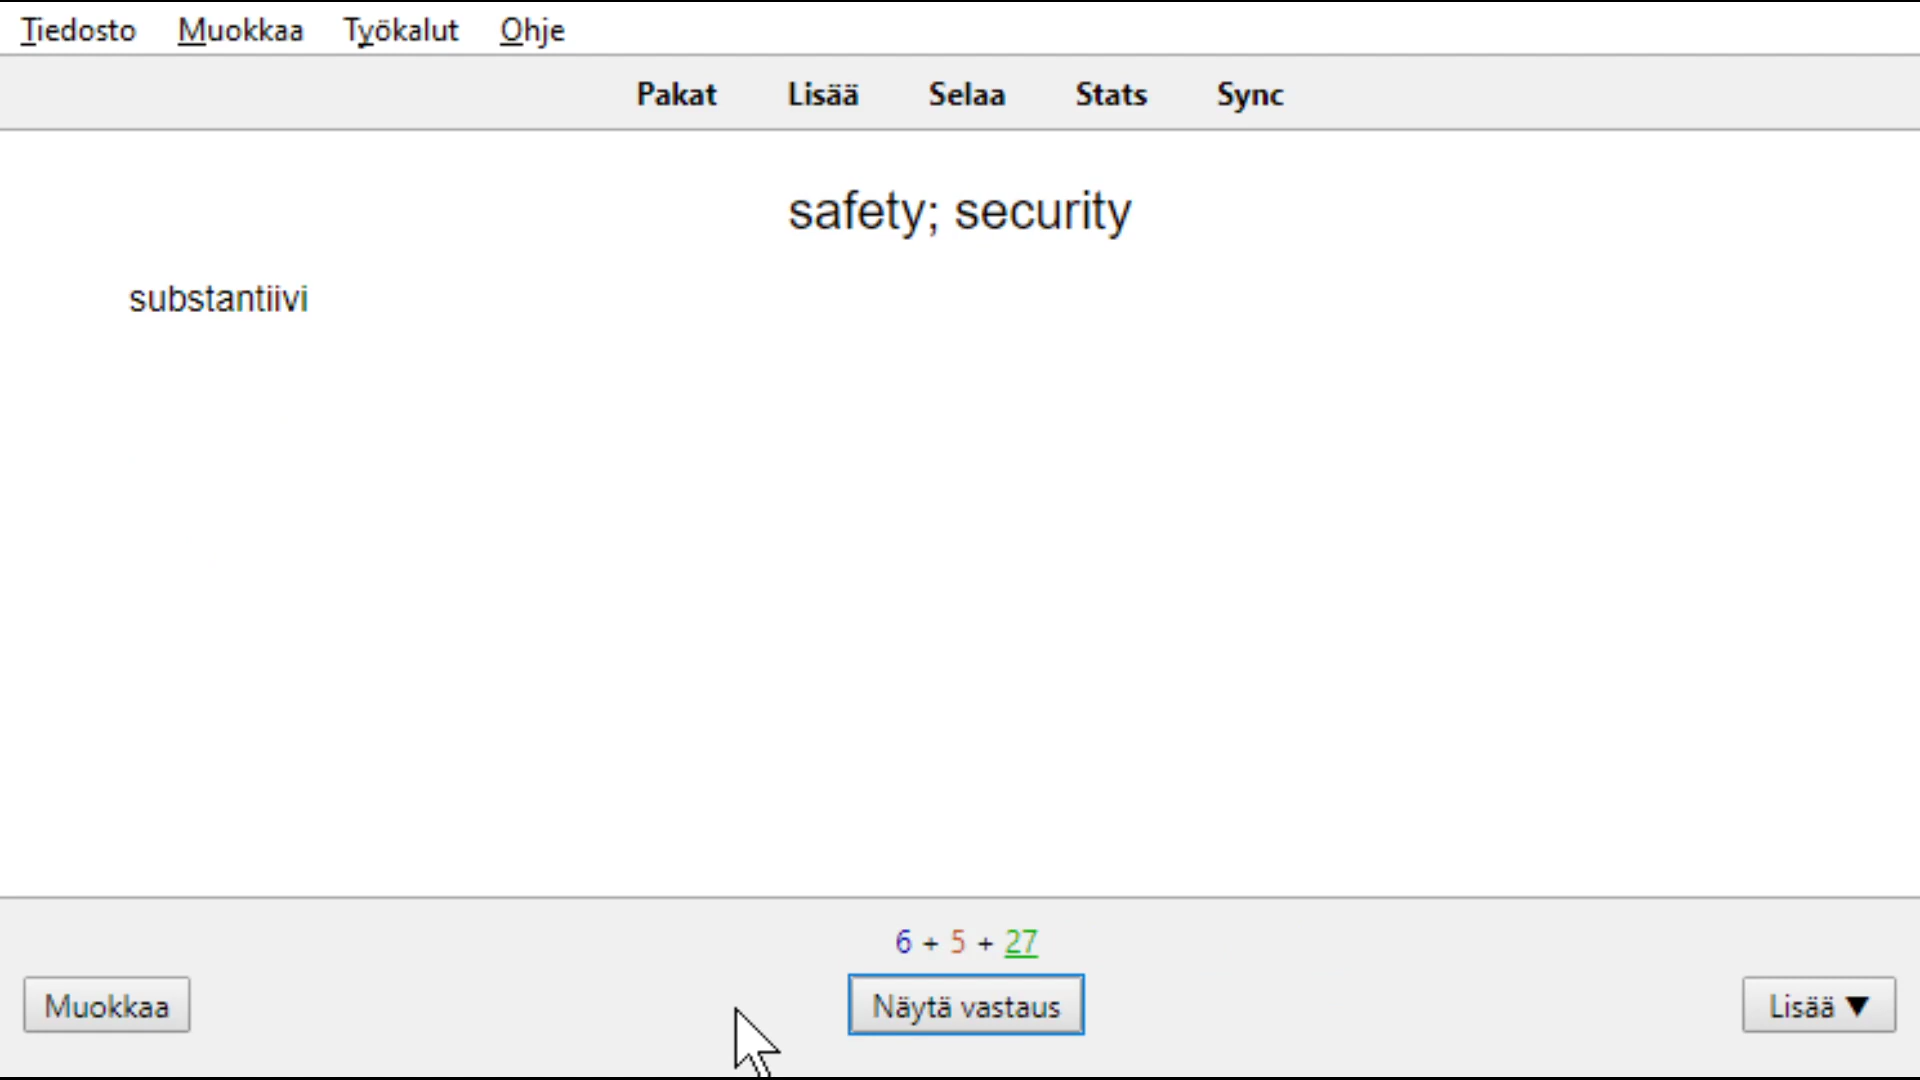 Tiedosto Muokkaa Työkalut Ohje
Pakat Lisää Selaa Stats Sync
safety; security
substantiivi
6 + 5 + 27
Muokkaa Näytä vastaus Lisää ▼